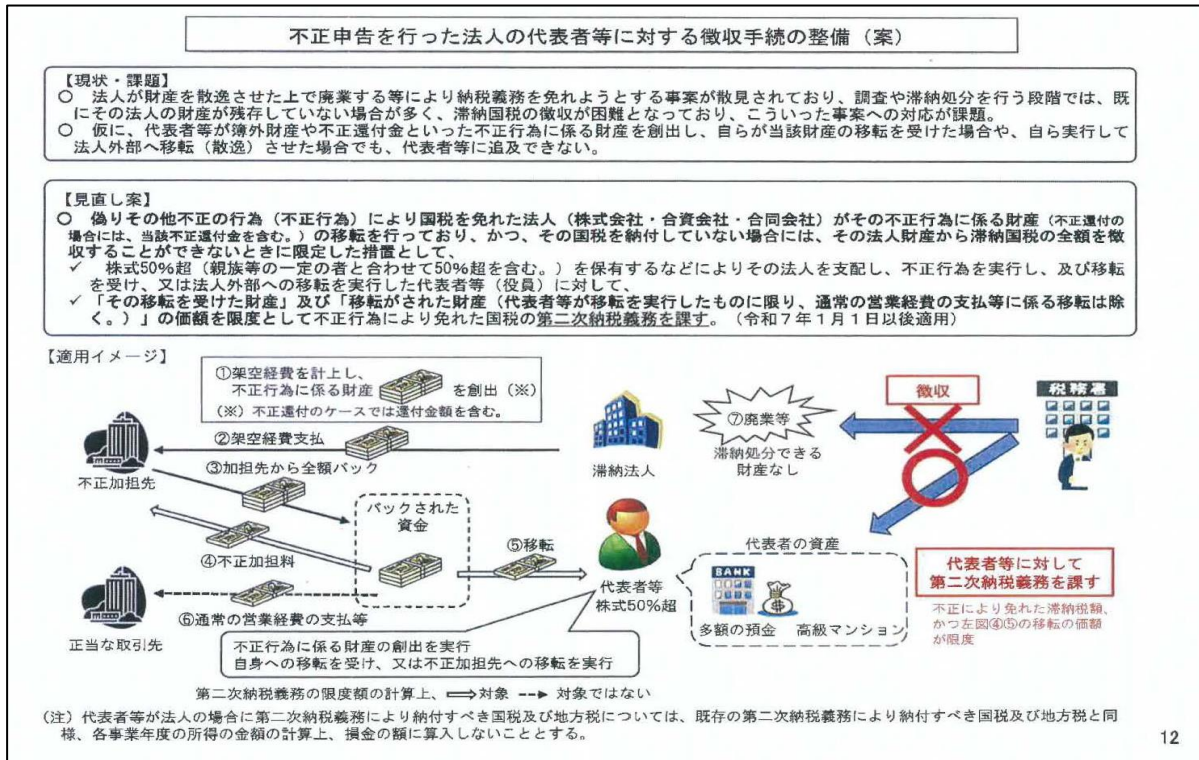 不正申告を行った法人の代表者等に対する徴収手続の整備（案）
【現状・課題】
○ 法人が財産を散逸させた上で廃業する等により納税義務を免れようとする事案が散見されており、調査や滞納処分を行う段階では、既
にその法人の財産が残存していない場合が多く、滞納国税の徴収が困難となっており、こういった事案への対応が課題。
○ 仮に、代表者等が簿外財産や不正還付金といった不正行為に係る財産を創出し、自らが当該財産の移転を受けた場合や、自ら実行して
法人外部へ移転（散逸）させた場合でも、代表者等に追及できない。
【見直し案】
○ 偽りその他不正の行為（不正行為）により国税を免れた法人（株式会社・合資会社・合同会社）がその不正行為に係る財産（不正還付の
場合には、当該不正還付金を含む。）の移転を行っており、かつ、その国税を納付していない場合には、その法人財産から滞納国税の全額を徴
収することができないときに限定した措置として、
✓ 株式50％超（親族等の一定の者と合わせて50％超を含む。）を保有するなどによりその法人を支配し、不正行為を実行し、及び移転
を受け、又は法人外部への移転を実行した代表者等（役員）に対して、
✓ 「その移転を受けた財産」及び「移転がされた財産（代表者等が移転を実行したものに限り、通常の営業経費の支払等に係る移転は除
く。）」の価額を限度として不正行為により免れた国税の第二次納税義務を課す。（令和７年１月１日以後適用）
【適用イメージ】
①架空経費を計上し、
不正行為に係る財産 を創出（※）
（※）不正還付のケースでは還付金額を含む。
②架空経費支払
③加担先から全額バック
不正加担先
バックされた
資金
④不正加担料
⑤移転
⑥通常の営業経費の支払等
正当な取引先
滞納法人
⑦廃業等
滞納処分できる
財産なし
徴収
税務署
代表者等
株式50％超
代表者の資産
BANK
$
多額の預金 高級マンション
代表者等に対して
第二次納税義務を課す
不正により免れた滞納税額、
かつ左図④⑤の移転の価額
が限度
不正行為に係る財産の創出を実行
自身への移転を受け、又は不正加担先への移転を実行
第二次納税義務の限度額の計算上、⇒対象 --→ 対象ではない
（注）代表者等が法人の場合に第二次納税義務により納付すべき国税及び地方税については、既存の第二次納税義務により納付すべき国税及び地方税と同
様、各事業年度の所得の金額の計算上、損金の額に算入しないこととする。
12